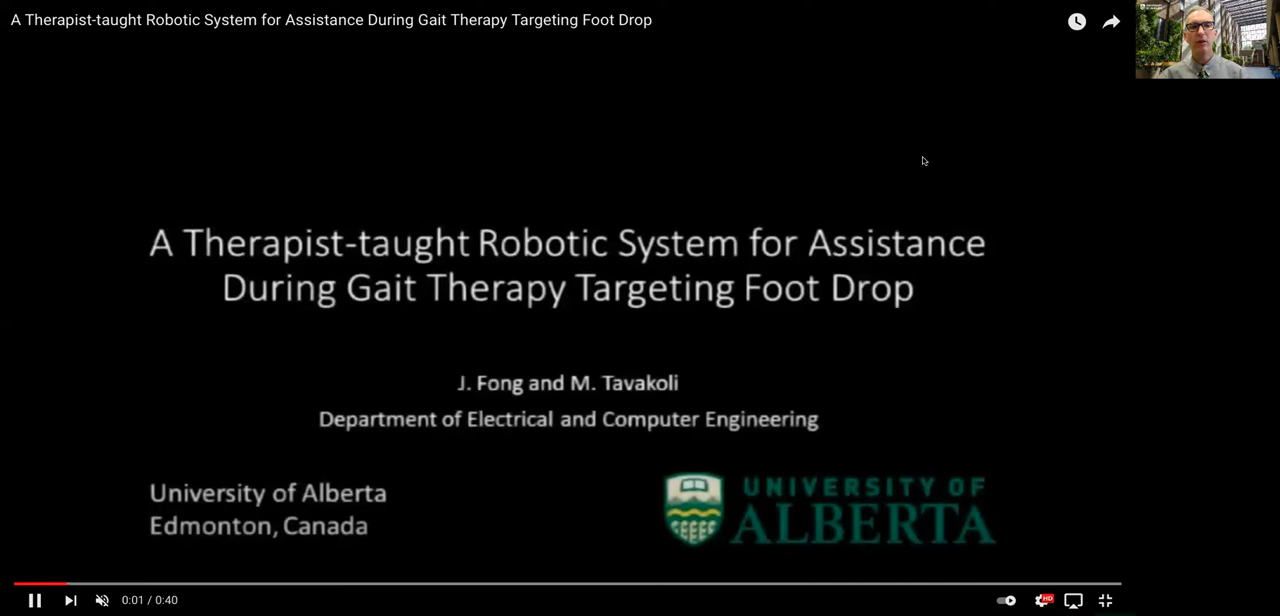 A Therapist-taught Robotic System for Assistance During Gait Therapy Targeting Foot Drop
A Therapist-taught Robotic System for Assistance
During Gait Therapy Targeting Foot Drop
J. Fong and M. Tavakoli
Department of Electrical and Computer Engineering
University of Alberta
Edmonton, Canada
UNIVERSITY OF
ALBERTA
0:01 / 0:40
HD